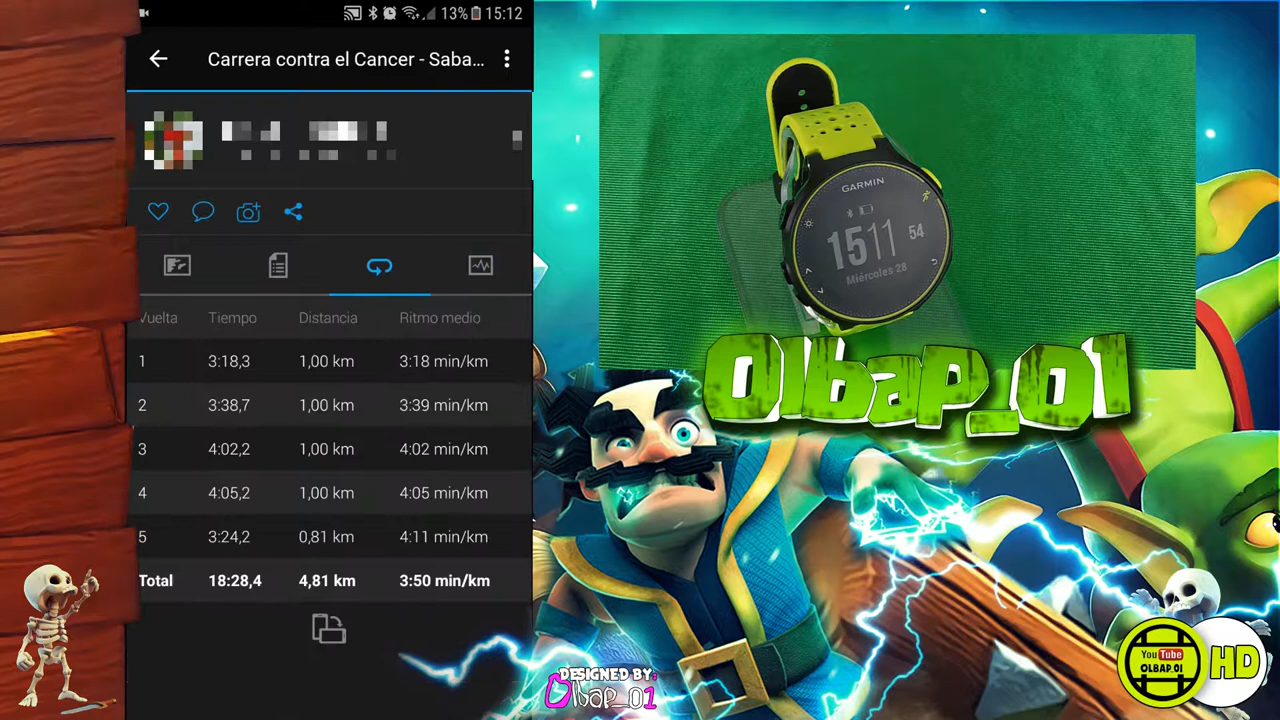 13% 15:12
Carrera contra el Cancer - Saba...
Vuelta Tiempo Distancia Ritmo medio
1 3:18,3 1,00 km 3:18 min/km
2 3:38,7 1,00 km 3:39 min/km
3 4:02,2 1,00 km 4:02 min/km
4 4:05,2 1,00 km 4:05 min/km
5 3:24,2 0,81 km 4:11 min/km
Total 18:28,4 4,81 km 3:50 min/km
GARMIN
1511 54
Miércoles 28
Olbap_01
DESIGNED BY:
Olbap_01
YouTube
OLBAP_01
HD